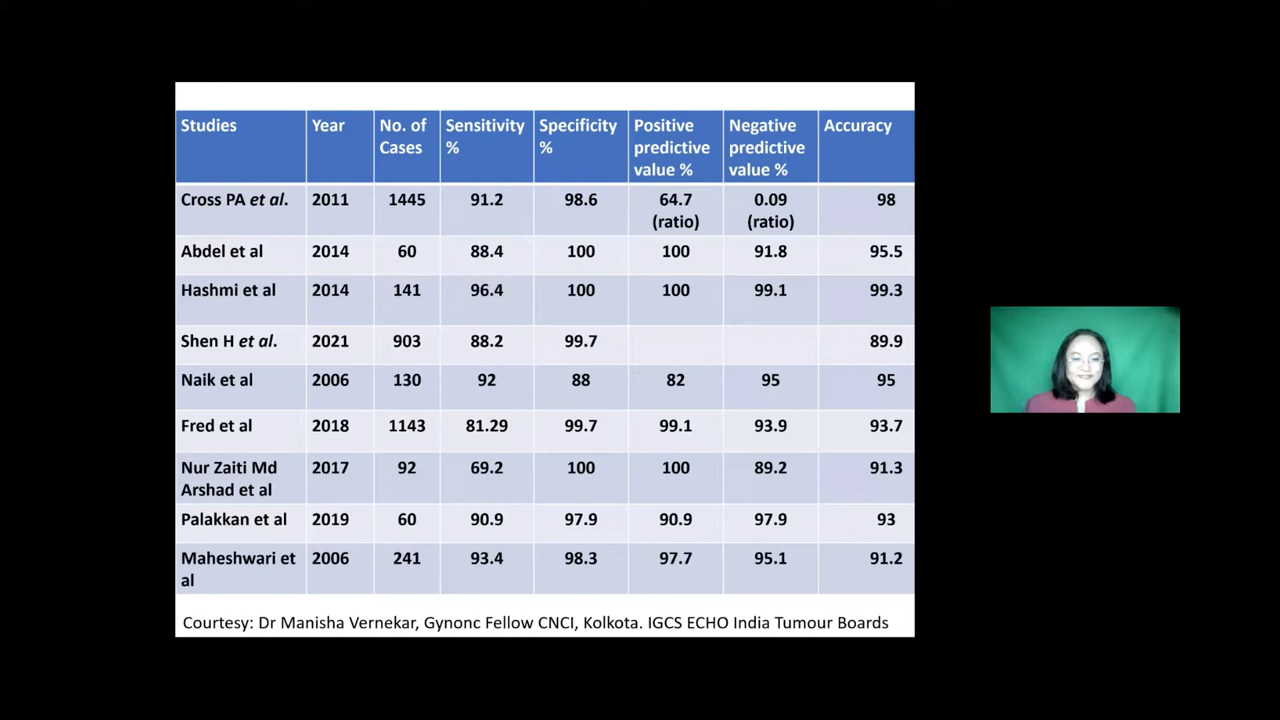 Studies Year No. of Cases Sensitivity % Specificity % Positive predictive value % Negative predictive value % Accuracy
Cross PA et al. 2011 1445 91.2 98.6 64.7 (ratio) 0.09 (ratio) 98
Abdel et al 2014 60 88.4 100 100 91.8 95.5
Hashmi et al 2014 141 96.4 100 100 99.1 99.3
Shen H et al. 2021 903 88.2 99.7 89.9
Naik et al 2006 130 92 88 82 95 95
Fred et al 2018 1143 81.29 99.7 99.1 93.9 93.7
Nur Zaiti Md Arshad et al 2017 92 69.2 100 100 89.2 91.3
Palakkan et al 2019 60 90.9 97.9 90.9 97.9 93
Maheshwari et al 2006 241 93.4 98.3 97.7 95.1 91.2
Courtesy: Dr Manisha Vernekar, Gynonc Fellow CNCI, Kolkota. IGCS ECHO India Tumour Boards